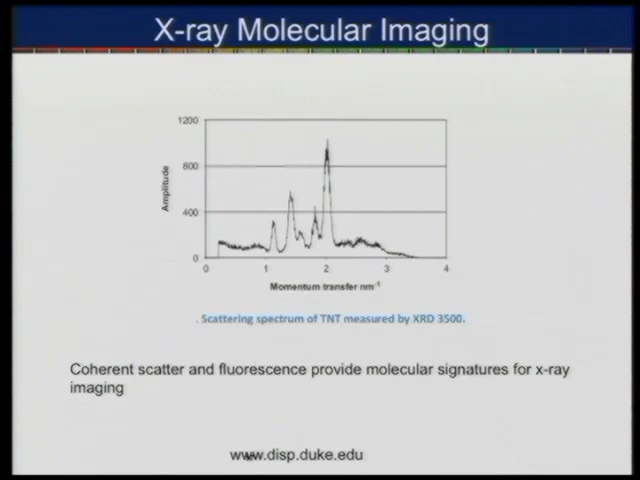 X-ray Molecular Imaging
1200
800
400
0
Amplitude
0 1 2 3 4
Momentum transfer nm-1
. Scattering spectrum of TNT measured by XRD 3500.
Coherent scatter and fluorescence provide molecular signatures for x-ray
imaging
www.disp.duke.edu